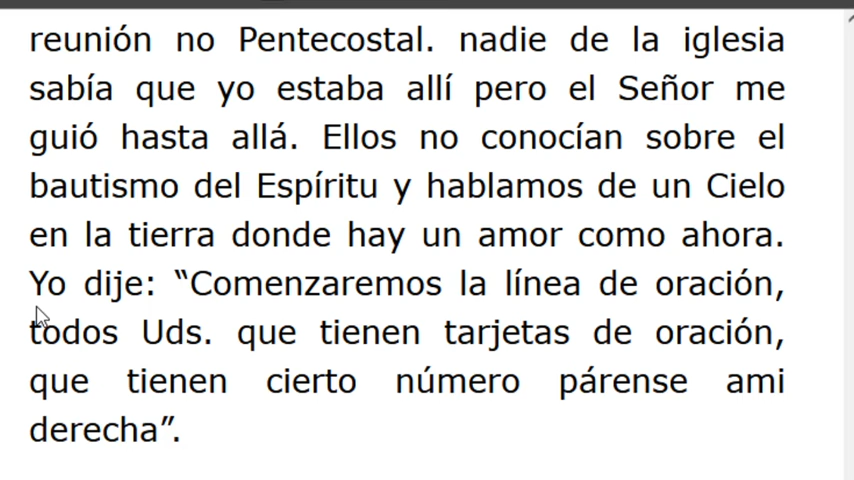 reunión no Pentecostal. nadie de la iglesia
sabía que yo estaba allí pero el Señor me
guió hasta allá. Ellos no conocían sobre el
bautismo del Espíritu y hablamos de un Cielo
en la tierra donde hay un amor como ahora.
Yo dije: “Comenzaremos la línea de oración,
todos Uds. que tienen tarjetas de oración,
que tienen cierto número párense ami
derecha”.